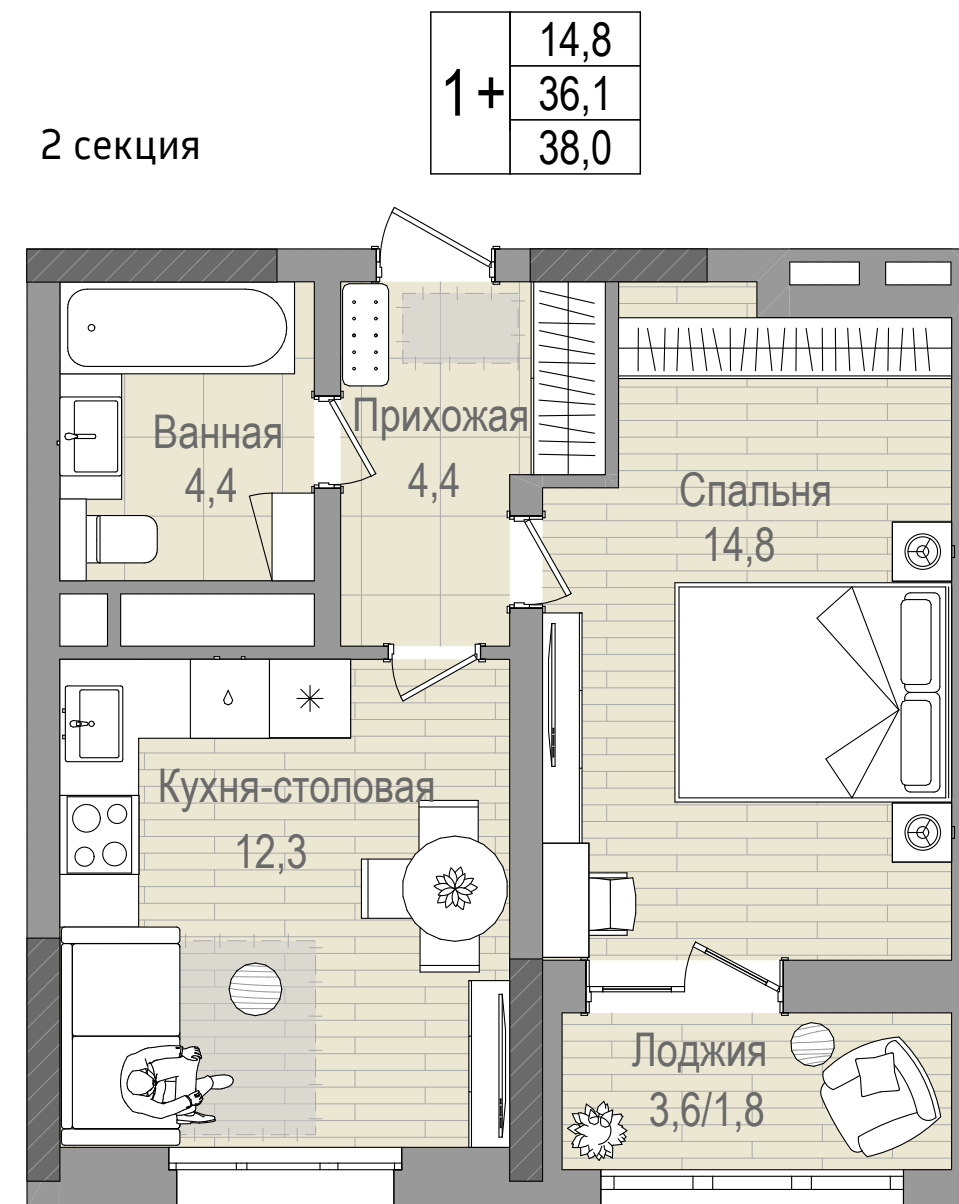 14,8
1+ 36,1
38,0
2 секция
Ванная
4,4
Прихожая
4,4
Спальня
14,8
Кухня-столовая
12,3
Лоджия
3,6/1,8